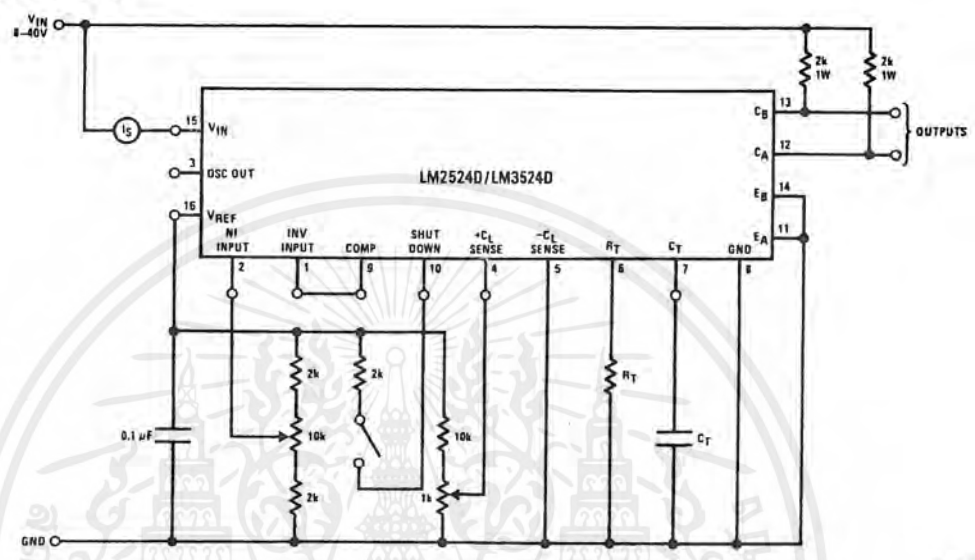 VIN
8–40V
IS
15
VIN
3
OSC OUT
16
VREF
LM2524D/LM3524D
CB
13
CA
12
EB
14
EA
11
2k
1W
2k
1W
OUTPUTS
NI
INPUT
2
INV
INPUT
1
COMP
9
SHUT
DOWN
10
+CL
SENSE
4
−CL
SENSE
5
RT
6
CT
7
GND
8
0.1 µF
2k
10k
2k
2k
10k
1k
RT
CT
GND